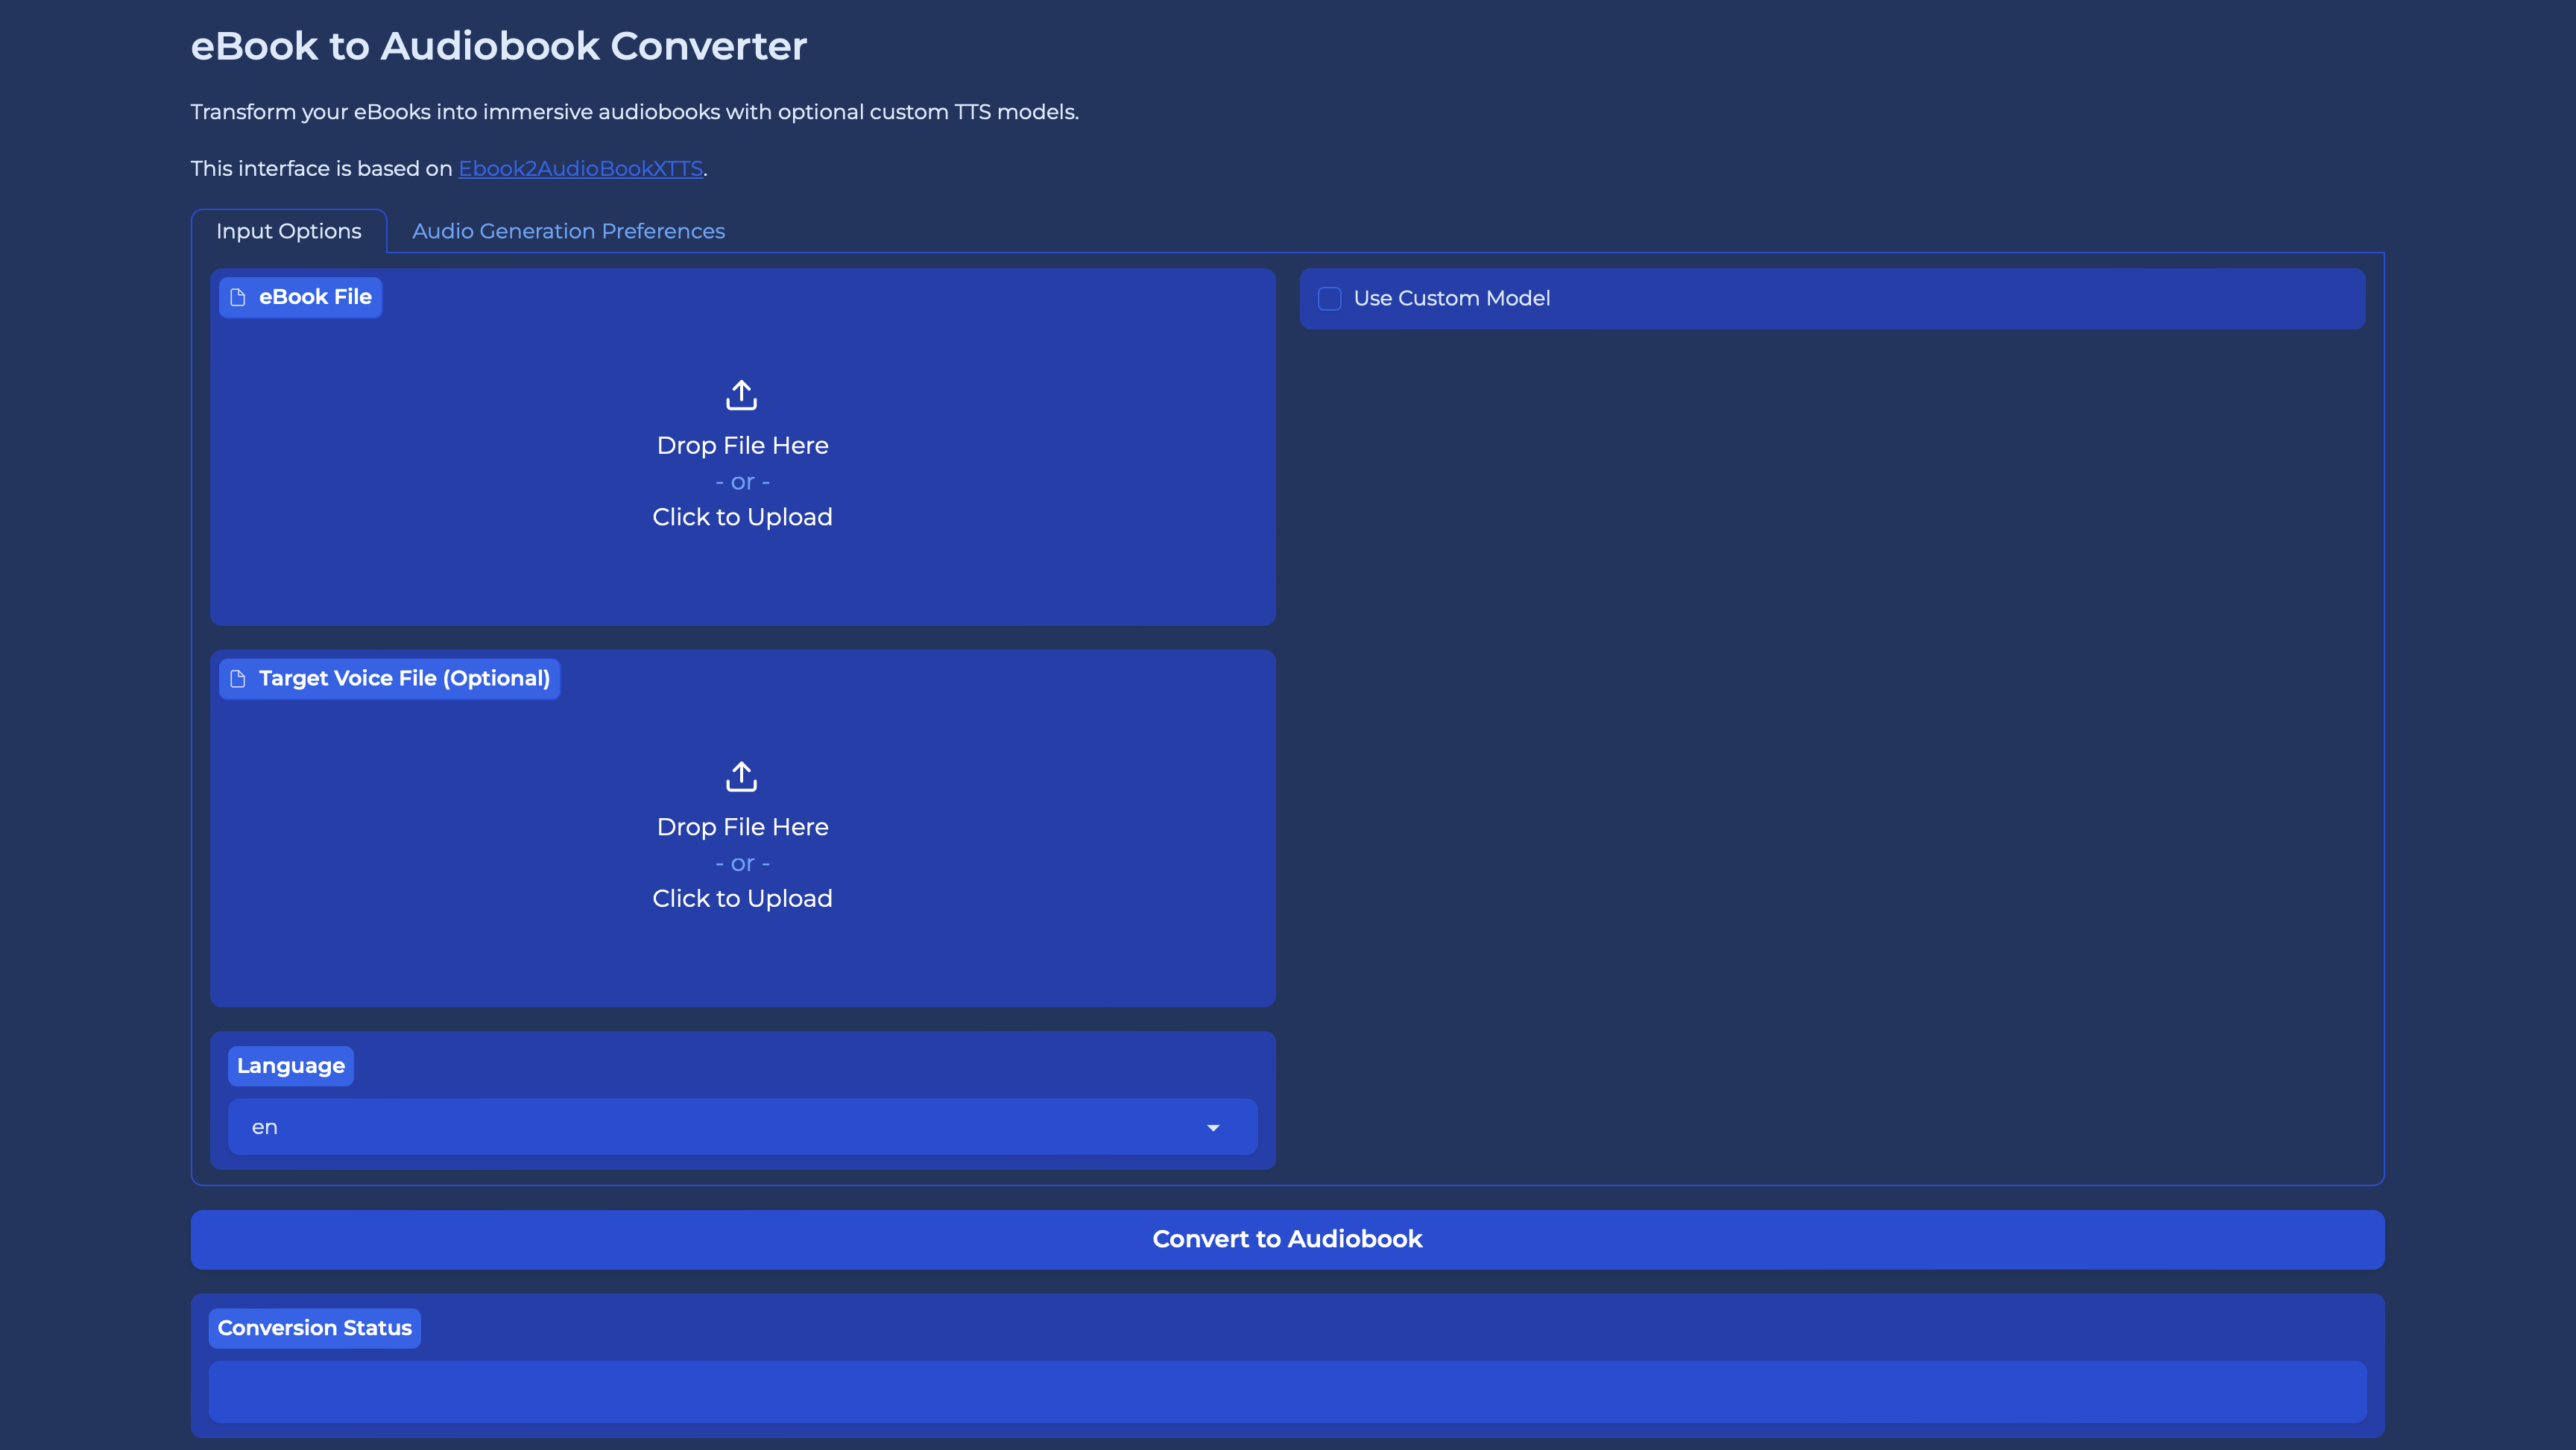 eBook to Audiobook Converter
Transform your eBooks into immersive audiobooks with optional custom TTS models.
This interface is based on Ebook2AudioBookXTTS.
Input Options
Audio Generation Preferences
eBook File
Drop File Here
- or -
Click to Upload
Use Custom Model
Target Voice File (Optional)
Drop File Here
- or -
Click to Upload
Language
en
Convert to Audiobook
Conversion Status